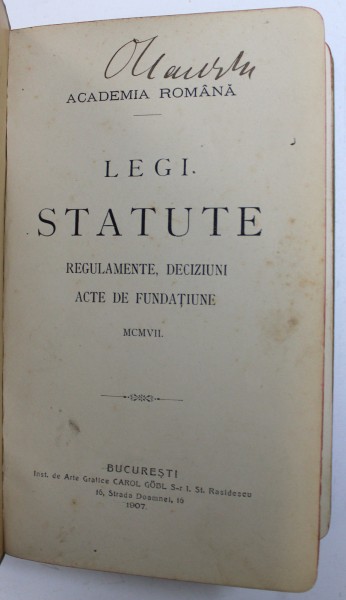 ACADEMIA ROMÂNĂ
LEGI.
STATUTE
REGULAMENTE, DECIZIUNI
ACTE DE FUNDAȚIUNE
MCMVII.
BUCUREȘTI
Inst. de Arte Grafice CAROL GÖBL S-r I. St. Rasidescu
16, Strada Doamnei, 16
1907.